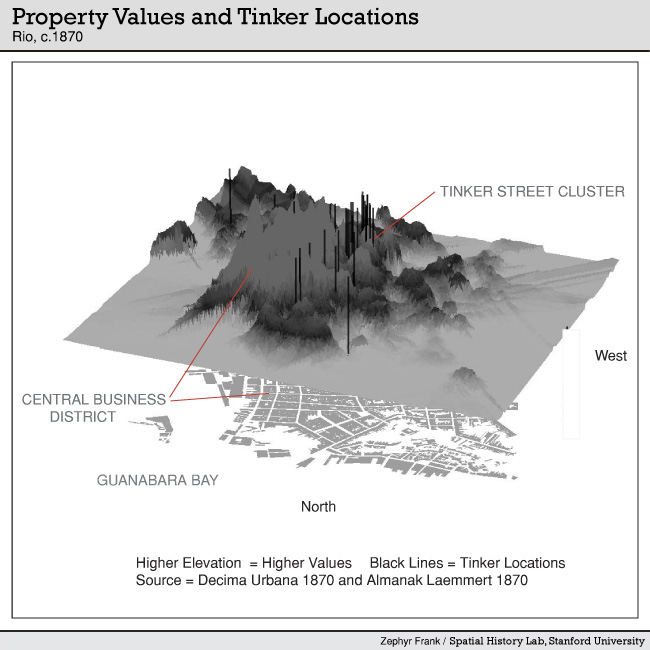 Property Values and Tinker Locations
Rio, c.1870
TINKER STREET CLUSTER
West
CENTRAL BUSINESS
DISTRICT
GUANABARA BAY
North
Higher Elevation = Higher Values Black Lines = Tinker Locations
Source = Decima Urbana 1870 and Almanak Laemmert 1870
Zephyr Frank / Spatial History Lab, Stanford University